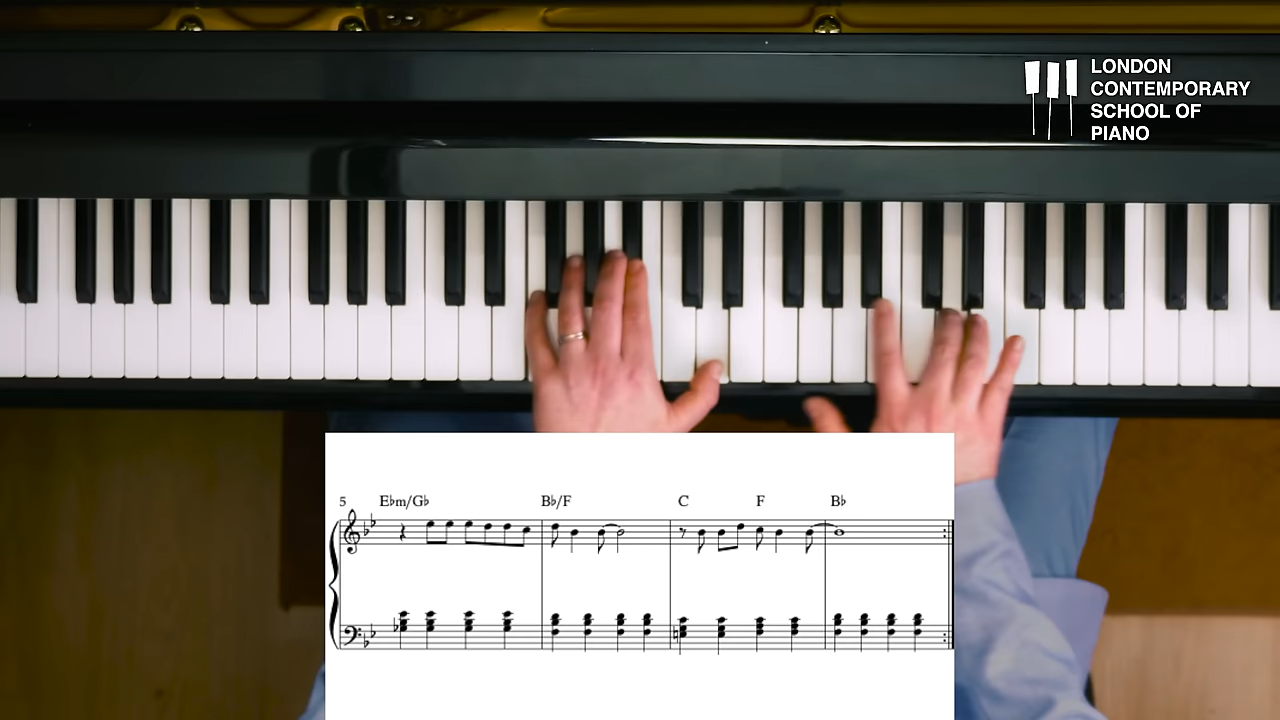 LONDON
CONTEMPORARY
SCHOOL OF
PIANO
5 E♭m/G♭ B♭/F C F B♭